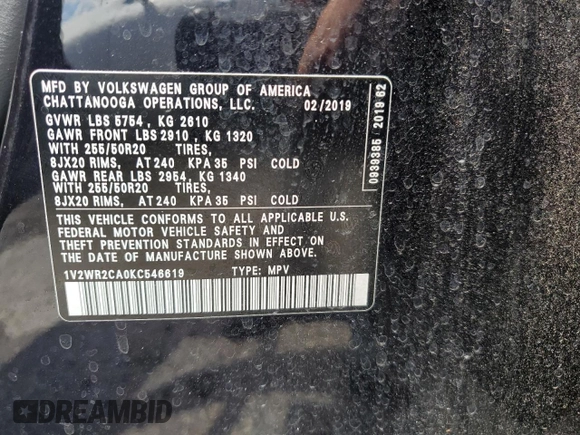 MFD BY VOLKSWAGEN GROUP OF AMERICA
CHATTANOOGA OPERATIONS, LLC. 02/2019
GVWR LBS 5754 , KG 2610
GAWR FRONT LBS 2910 , KG 1320
WITH 255/50R20 TIRES,
8JX20 RIMS, AT 240 KPA 35 PSI COLD
GAWR REAR LBS 2954, KG 1340
WITH 255/50R20 TIRES,
8JX20 RIMS, AT 240 KPA 35 PSI COLD
THIS VEHICLE CONFORMS TO ALL APPLICABLE U.S.
FEDERAL MOTOR VEHICLE SAFETY AND
THEFT PREVENTION STANDARDS IN EFFECT ON
THE DATE OF MANUFACTURE SHOWN ABOVE.
1V2WR2CA0KC546619 TYPE: MPV
0939385 2019 62
DREAMBID